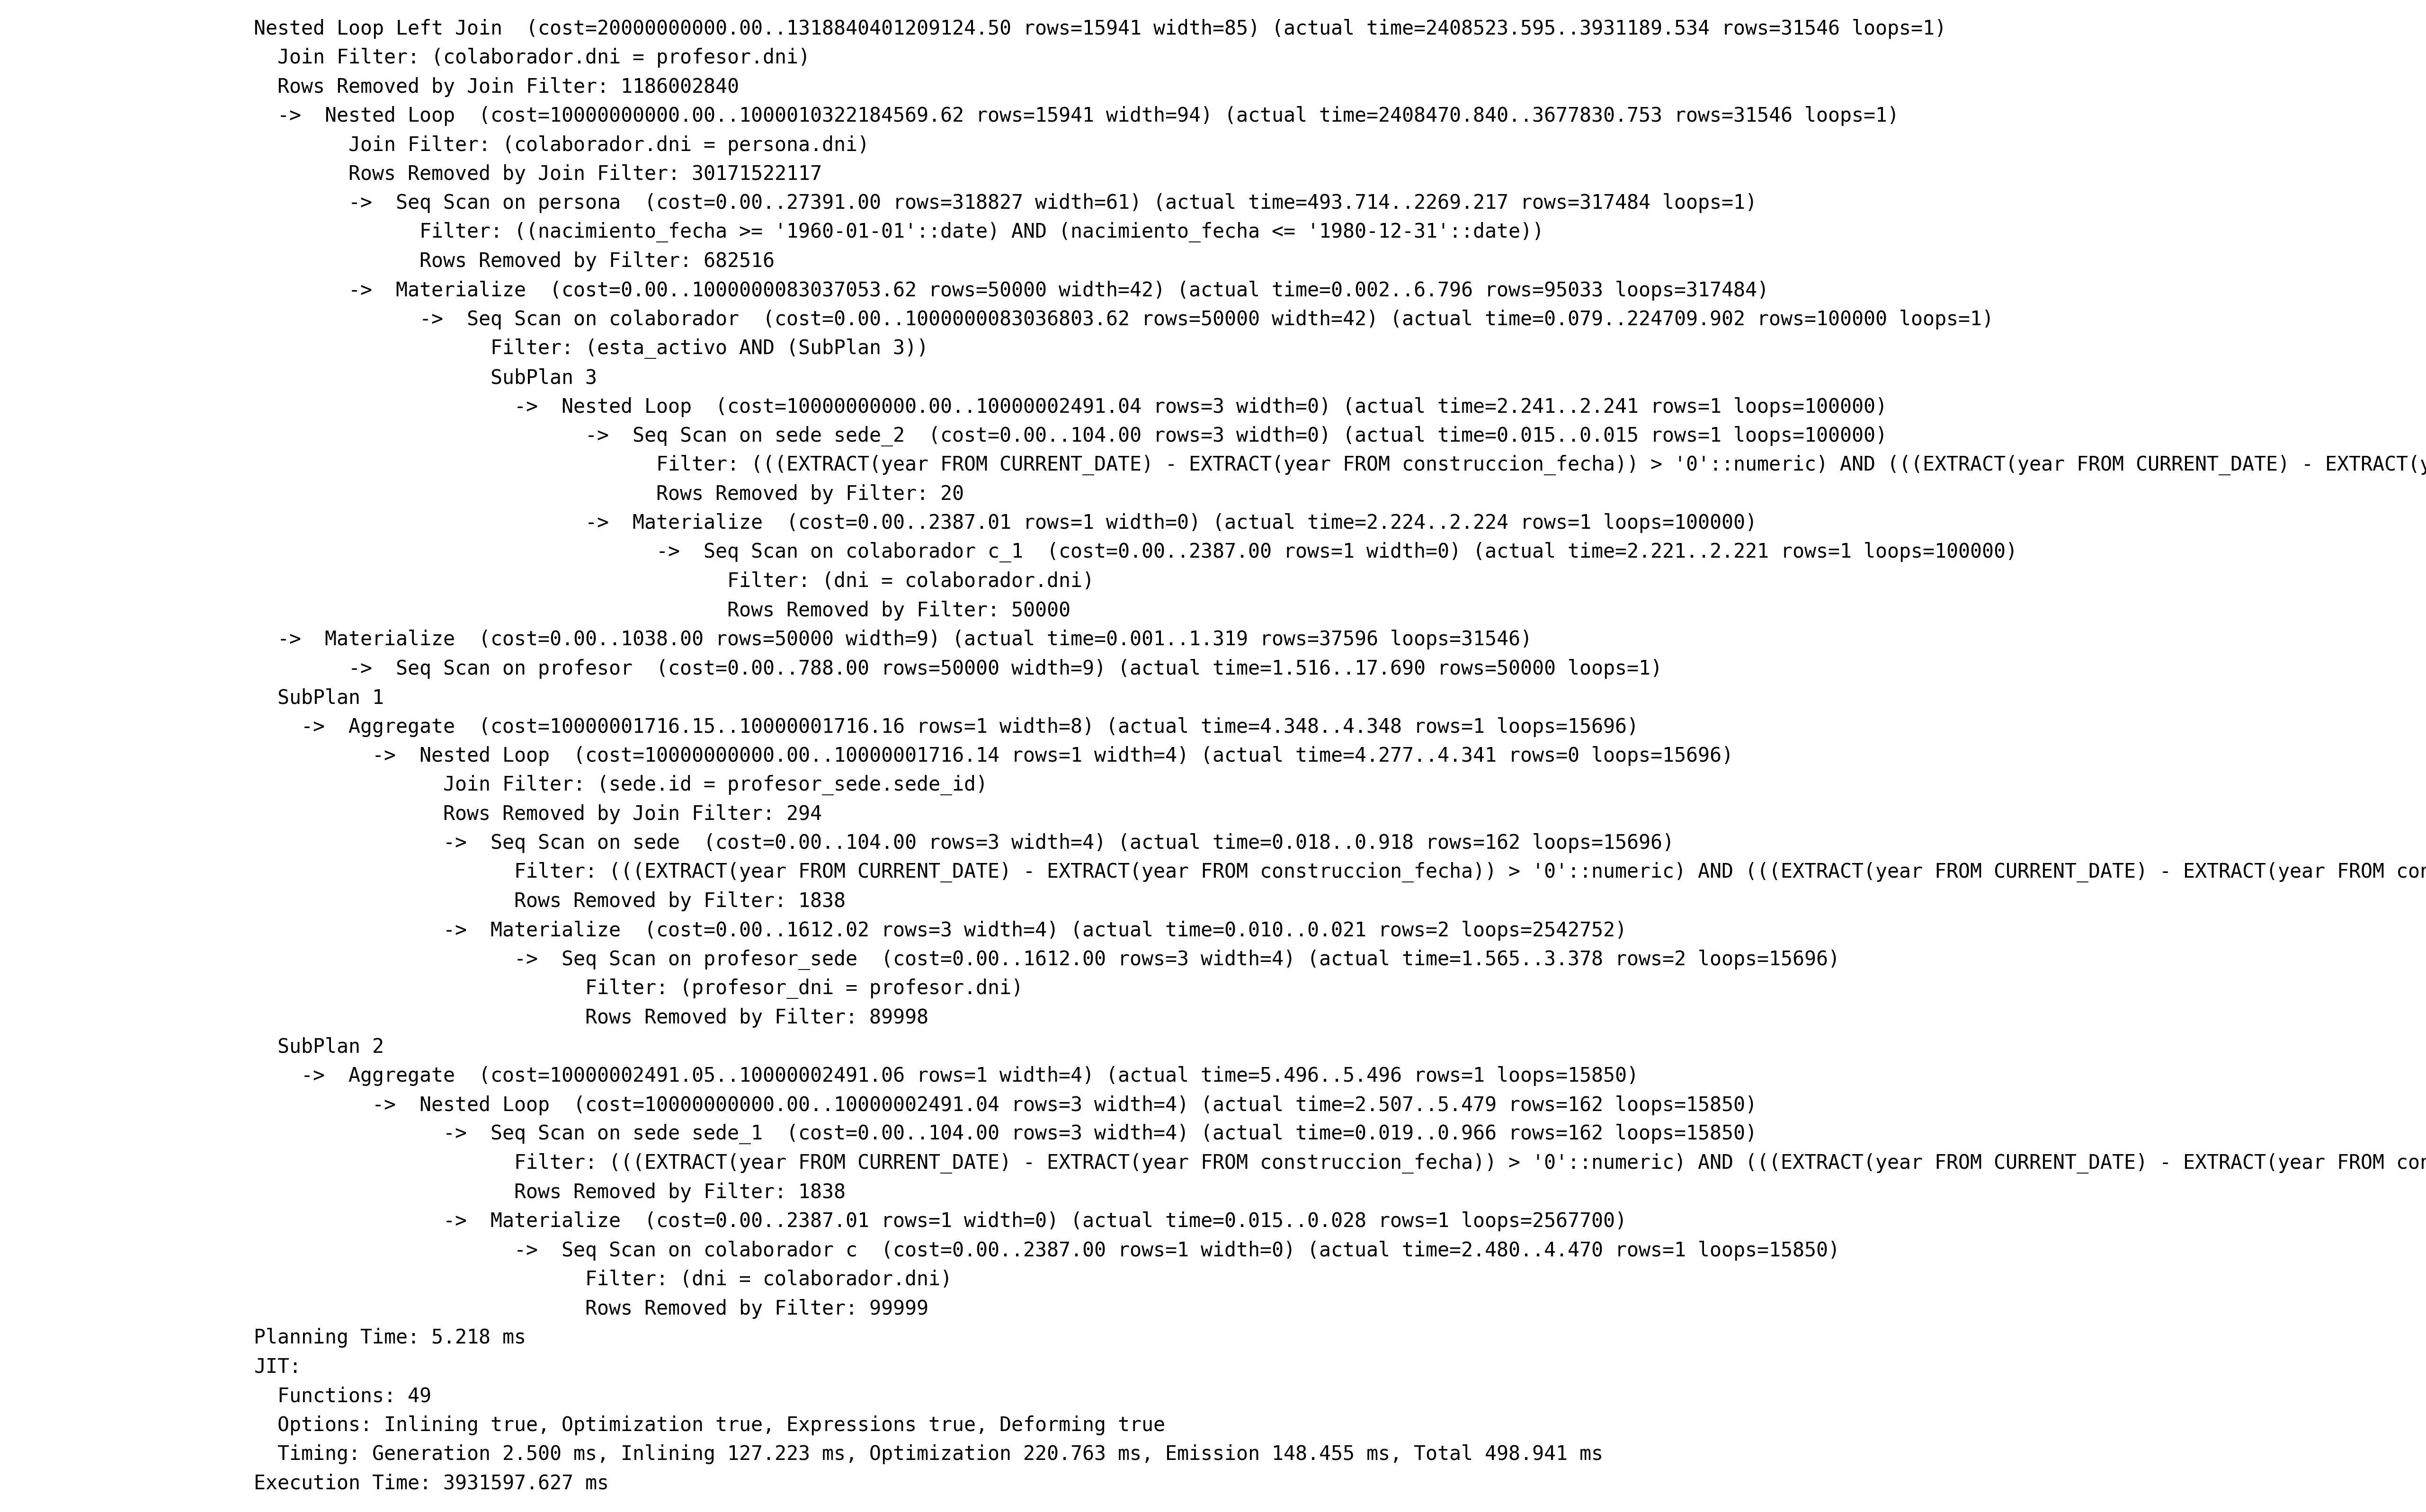 Nested Loop Left Join  (cost=20000000000.00..1318840401209124.50 rows=15941 width=85) (actual time=2408523.595..3931189.534 rows=31546 loops=1)
  Join Filter: (colaborador.dni = profesor.dni)
  Rows Removed by Join Filter: 1186002840
  ->  Nested Loop  (cost=10000000000.00..1000010322184569.62 rows=15941 width=94) (actual time=2408470.840..3677830.753 rows=31546 loops=1)
        Join Filter: (colaborador.dni = persona.dni)
        Rows Removed by Join Filter: 30171522117
        ->  Seq Scan on persona  (cost=0.00..27391.00 rows=318827 width=61) (actual time=493.714..2269.217 rows=317484 loops=1)
              Filter: ((nacimiento_fecha >= '1960-01-01'::date) AND (nacimiento_fecha <= '1980-12-31'::date))
              Rows Removed by Filter: 682516
        ->  Materialize  (cost=0.00..1000000083037053.62 rows=50000 width=42) (actual time=0.002..6.796 rows=95033 loops=317484)
              ->  Seq Scan on colaborador  (cost=0.00..1000000083036803.62 rows=50000 width=42) (actual time=0.079..224709.902 rows=100000 loops=1)
                    Filter: (esta_activo AND (SubPlan 3))
                    SubPlan 3
                      ->  Nested Loop  (cost=10000000000.00..10000002491.04 rows=3 width=0) (actual time=2.241..2.241 rows=1 loops=100000)
                            ->  Seq Scan on sede sede_2  (cost=0.00..104.00 rows=3 width=0) (actual time=0.015..0.015 rows=1 loops=100000)
                                  Filter: (((EXTRACT(year FROM CURRENT_DATE) - EXTRACT(year FROM construccion_fecha)) > '0'::numeric) AND (((EXTRACT(year FROM CURRENT_DATE) - EXTRACT(
                                  Rows Removed by Filter: 20
                            ->  Materialize  (cost=0.00..2387.01 rows=1 width=0) (actual time=2.224..2.224 rows=1 loops=100000)
                                  ->  Seq Scan on colaborador c_1  (cost=0.00..2387.00 rows=1 width=0) (actual time=2.221..2.221 rows=1 loops=100000)
                                        Filter: (dni = colaborador.dni)
                                        Rows Removed by Filter: 50000
  ->  Materialize  (cost=0.00..1038.00 rows=50000 width=9) (actual time=0.001..1.319 rows=37596 loops=31546)
        ->  Seq Scan on profesor  (cost=0.00..788.00 rows=50000 width=9) (actual time=1.516..17.690 rows=50000 loops=1)
  SubPlan 1
    ->  Aggregate  (cost=10000001716.15..10000001716.16 rows=1 width=8) (actual time=4.348..4.348 rows=1 loops=15696)
          ->  Nested Loop  (cost=10000000000.00..10000001716.14 rows=1 width=4) (actual time=4.277..4.341 rows=0 loops=15696)
                Join Filter: (sede.id = profesor_sede.sede_id)
                Rows Removed by Join Filter: 294
                ->  Seq Scan on sede  (cost=0.00..104.00 rows=3 width=4) (actual time=0.018..0.918 rows=162 loops=15696)
                      Filter: (((EXTRACT(year FROM CURRENT_DATE) - EXTRACT(year FROM construccion_fecha)) > '0'::numeric) AND (((EXTRACT(year FROM CURRENT_DATE) - EXTRACT(year FROM
                      Rows Removed by Filter: 1838
                ->  Materialize  (cost=0.00..1612.02 rows=3 width=4) (actual time=0.010..0.021 rows=2 loops=2542752)
                      ->  Seq Scan on profesor_sede  (cost=0.00..1612.00 rows=3 width=4) (actual time=1.565..3.378 rows=2 loops=15696)
                            Filter: (profesor_dni = profesor.dni)
                            Rows Removed by Filter: 89998
  SubPlan 2
    ->  Aggregate  (cost=10000002491.05..10000002491.06 rows=1 width=4) (actual time=5.496..5.496 rows=1 loops=15850)
          ->  Nested Loop  (cost=10000000000.00..10000002491.04 rows=3 width=4) (actual time=2.507..5.479 rows=162 loops=15850)
                ->  Seq Scan on sede sede_1  (cost=0.00..104.00 rows=3 width=4) (actual time=0.019..0.966 rows=162 loops=15850)
                      Filter: (((EXTRACT(year FROM CURRENT_DATE) - EXTRACT(year FROM construccion_fecha)) > '0'::numeric) AND (((EXTRACT(year FROM CURRENT_DATE) - EXTRACT(year FROM
                      Rows Removed by Filter: 1838
                ->  Materialize  (cost=0.00..2387.01 rows=1 width=0) (actual time=0.015..0.028 rows=1 loops=2567700)
                      ->  Seq Scan on colaborador c  (cost=0.00..2387.00 rows=1 width=0) (actual time=2.480..4.470 rows=1 loops=15850)
                            Filter: (dni = colaborador.dni)
                            Rows Removed by Filter: 99999
Planning Time: 5.218 ms
JIT:
  Functions: 49
  Options: Inlining true, Optimization true, Expressions true, Deforming true
  Timing: Generation 2.500 ms, Inlining 127.223 ms, Optimization 220.763 ms, Emission 148.455 ms, Total 498.941 ms
Execution Time: 3931597.627 ms